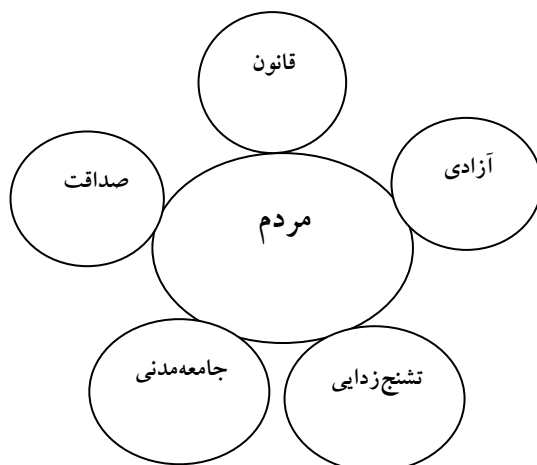 قانون
آزادی
صداقت
مردم
تشنج‌زدایی
جامعه‌مدنی